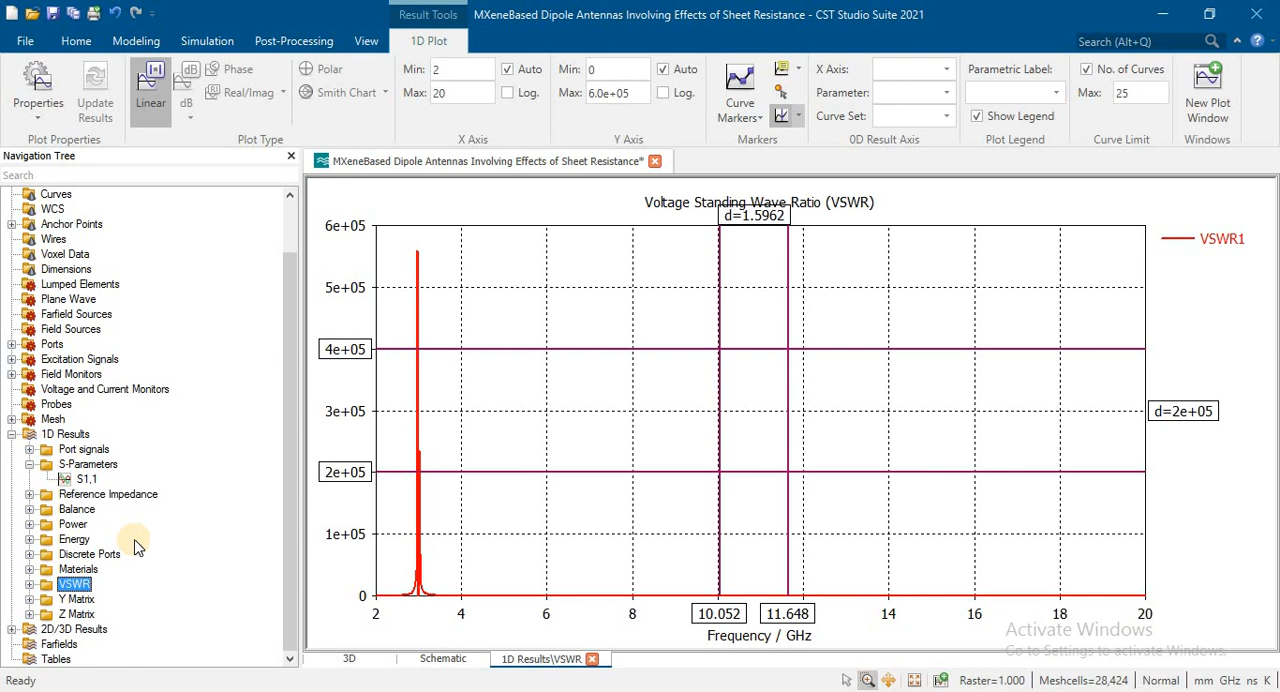 Result Tools
MXeneBased Dipole Antennas Involving Effects of Sheet Resistance - CST Studio Suite 2021
File Home Modeling Simulation Post-Processing View 1D Plot
Search (Alt+Q)
Properties
Update Results
Plot Properties
Linear
dB
Phase
Real/Imag
Polar
Smith Chart
Plot Type
Min: 2 Auto
Max: 20 Log.
X Axis
Min: 0 Auto
Max: 6.0e+05 Log.
Y Axis
Curve Markers
Markers
X Axis:
Parameter:
Curve Set:
0D Result Axis
Parametric Label:
Show Legend
Plot Legend
No. of Curves
Max: 25
Curve Limit
New Plot Window
Windows
Navigation Tree
Search
Curves
WCS
Anchor Points
Wires
Voxel Data
Dimensions
Lumped Elements
Plane Wave
Farfield Sources
Field Sources
Ports
Excitation Signals
Field Monitors
Voltage and Current Monitors
Probes
Mesh
1D Results
Port signals
S-Parameters
S1,1
Reference Impedance
Balance
Power
Energy
Discrete Ports
Materials
VSWR
Y Matrix
Z Matrix
2D/3D Results
Farfields
Tables
MXeneBased Dipole Antennas Involving Effects of Sheet Resistance*
Voltage Standing Wave Ratio (VSWR)
d=1.5962
6e+05
5e+05
4e+05
3e+05
2e+05
1e+05
0
VSWR1
d=2e+05
2 4 6 8 10.052 11.648 14 16 18 20
Frequency / GHz
Activate Windows
Go to Settings to activate Windows.
3D Schematic 1D Results\VSWR
Ready
Raster=1.000 Meshcells=28,424 Normal mm GHz ns K